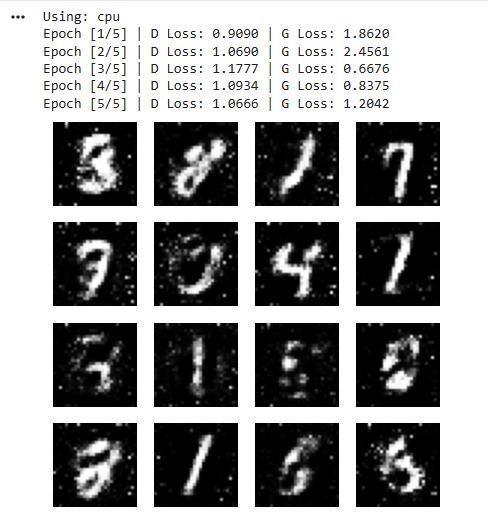 ••• Using: cpu
Epoch [1/5] | D Loss: 0.9090 | G Loss: 1.8620
Epoch [2/5] | D Loss: 1.0690 | G Loss: 2.4561
Epoch [3/5] | D Loss: 1.1777 | G Loss: 0.6676
Epoch [4/5] | D Loss: 1.0934 | G Loss: 0.8375
Epoch [5/5] | D Loss: 1.0666 | G Loss: 1.2042